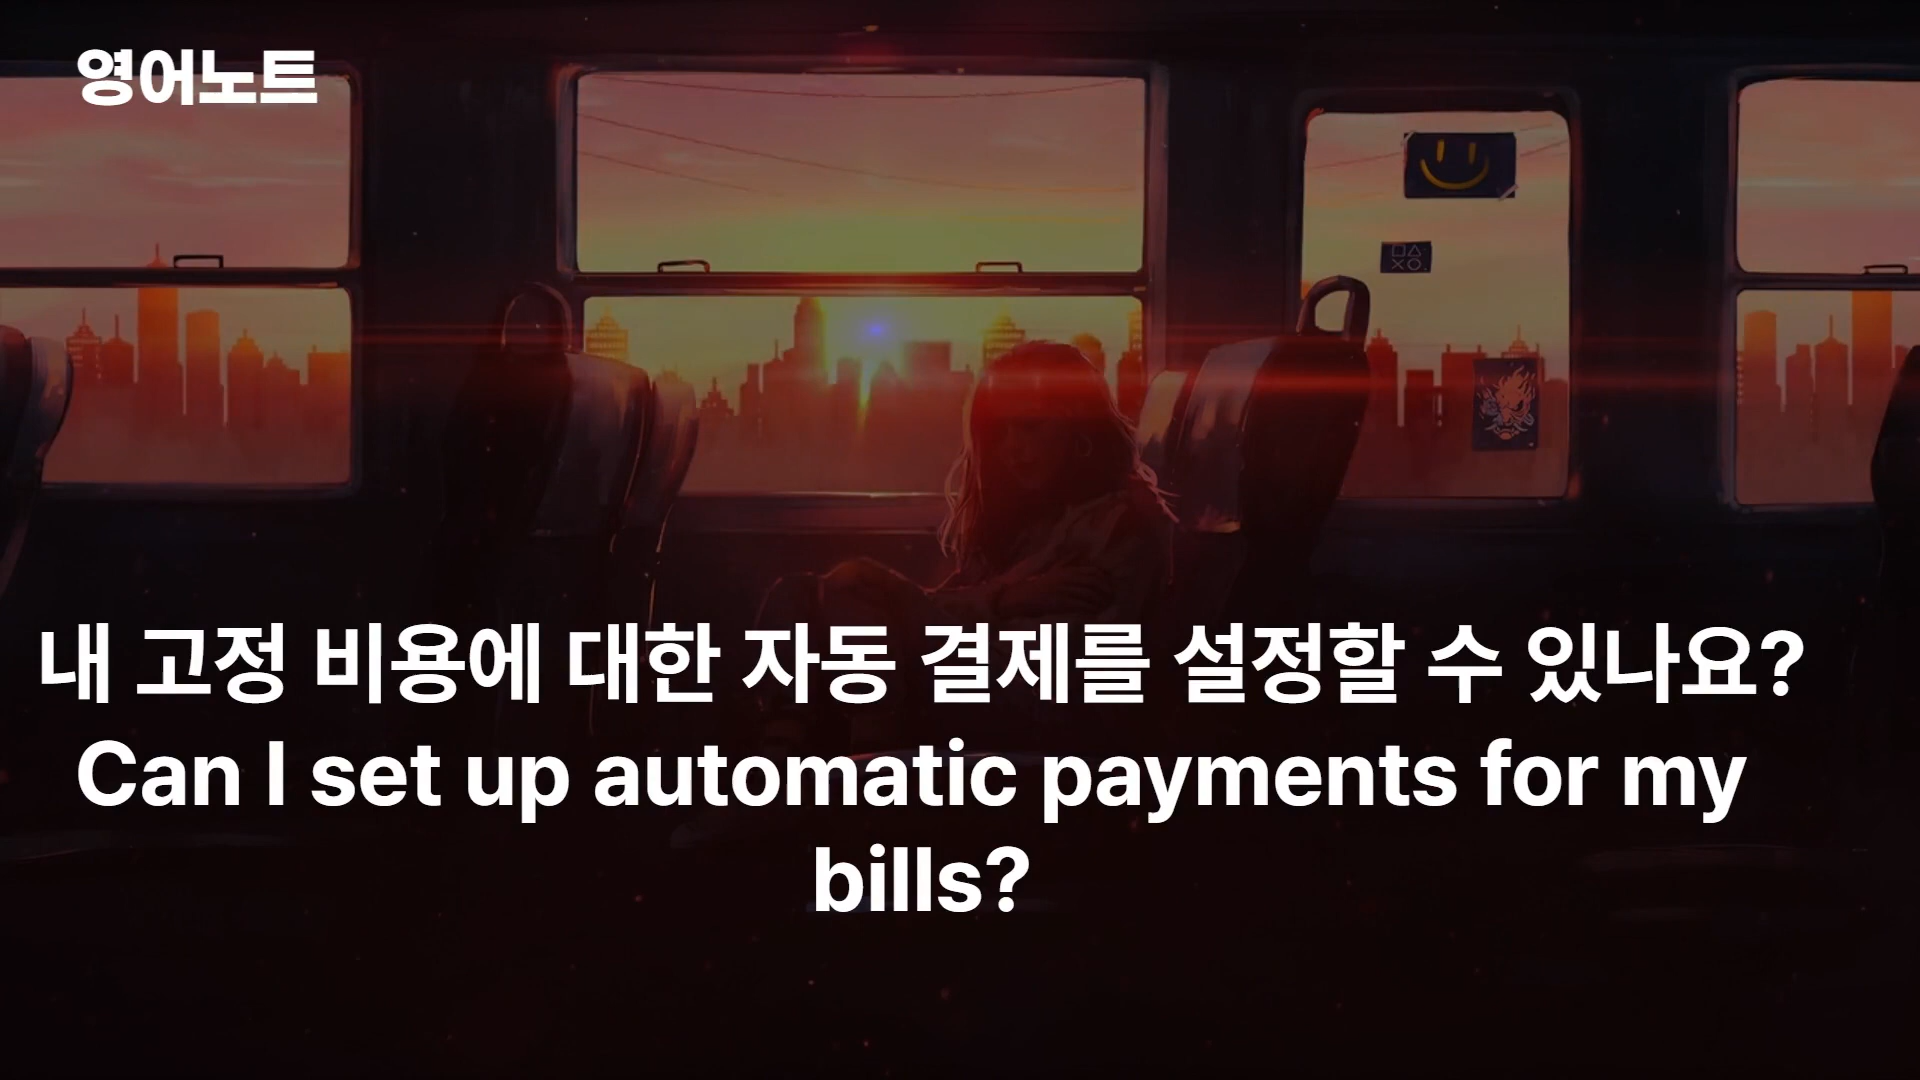 영어노트
내 고정 비용에 대한 자동 결제를 설정할 수 있나요?
Can I set up automatic payments for my
bills?